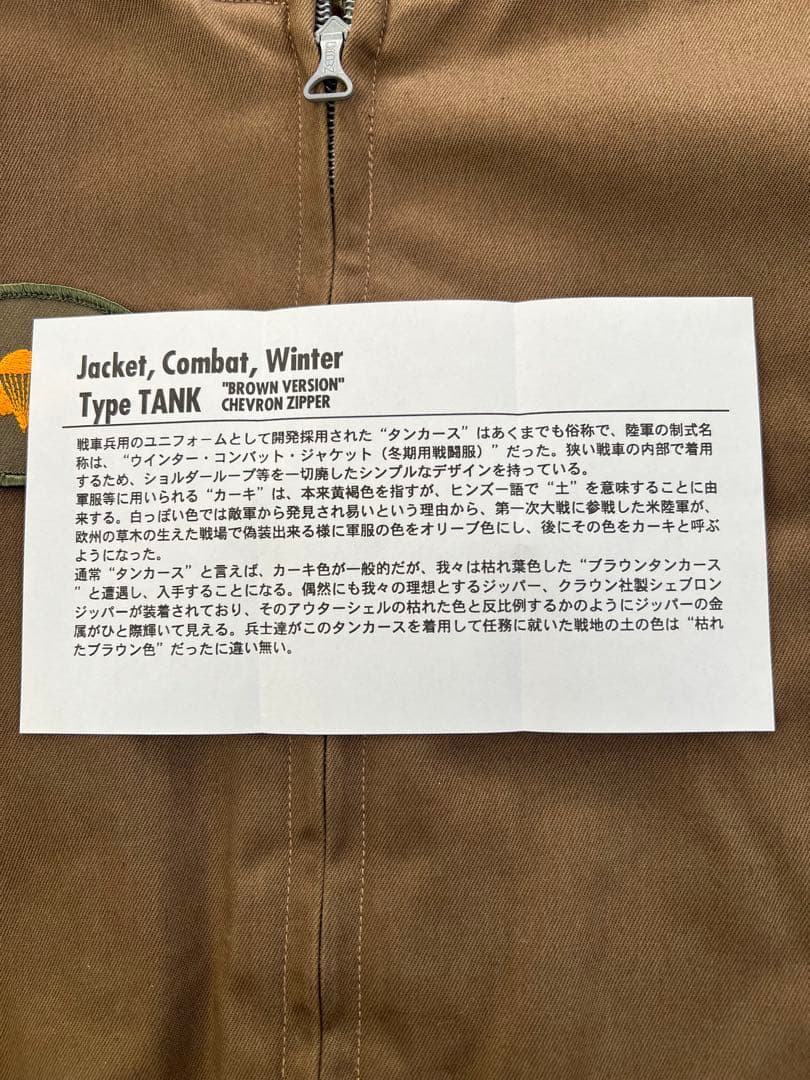 Jacket, Combat, Winter
Type TANK "BROWN VERSION" CHEVRON ZIPPER
戦車兵用のユニフォームとして開発採用された“タンカース”はあくまでも俗称で、陸軍の制式名
称は、“ウインター・コンバット・ジャケット（冬期用戦闘服）”だった。狭い戦車の内部で着用
するため、ショルダーループ等を一切廃したシンプルなデザインを持っている。
軍服等に用いられる“カーキ”は、本来黄褐色を指すが、ヒンズー語で“土”を意味することに由
来する。白っぽい色では敵軍から発見され易いという理由から、第一次大戦に参戦した米陸軍が、
欧州の草木の生えた戦場で偽装出来る様に軍服の色をオリーブ色にし、後にその色をカーキと呼ぶ
ようになった。
通常“タンカース”と言えば、カーキ色が一般的だが、我々は枯れ葉色した“ブラウンタンカース
”と遭遇し、入手することになる。偶然にも我々の理想とするジッパー、クラウン社製シェブロン
ジッパーが装着されており、そのアウターシェルの枯れた色と反比例するかのようにジッパーの金
属がひと際輝いて見える。兵士達がこのタンカースを着用して任務に就いた戦地の土の色は“枯れ
たブラウン色”だったに違い無い。